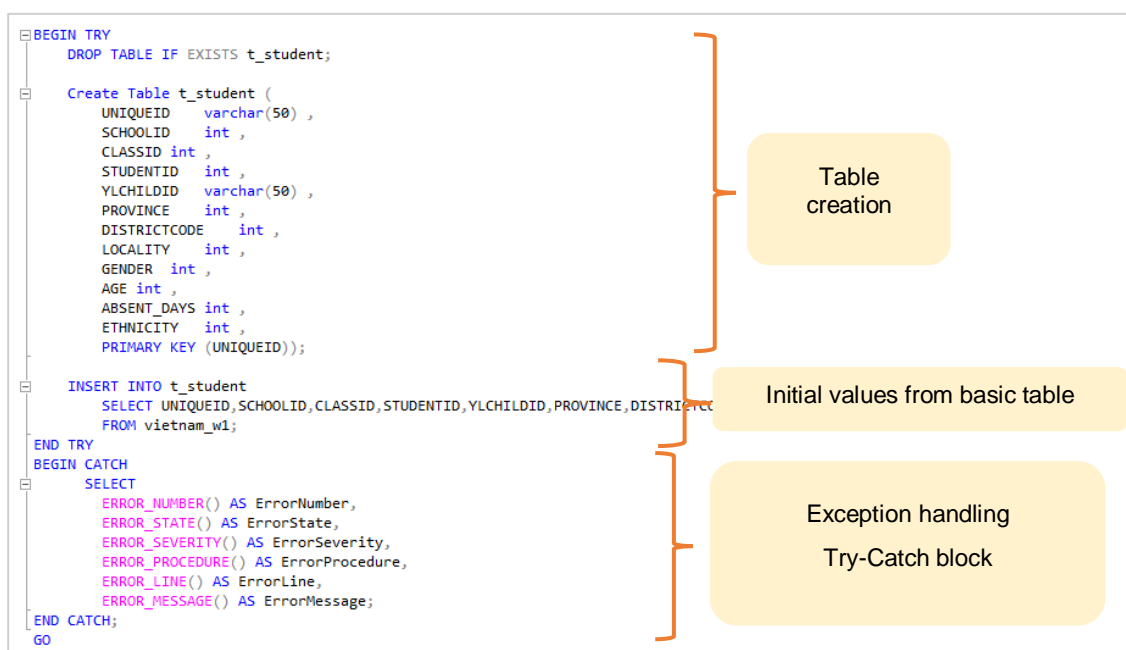 BEGIN TRY
DROP TABLE IF EXISTS t_student;
Create Table t_student (
UNIQUEID varchar(50) ,
SCHOOLID int ,
CLASSID int ,
STUDENTID int ,
YLCHILDID varchar(50) ,
PROVINCE int ,
DISTRICTCODE int ,
LOCALITY int ,
GENDER int ,
AGE int ,
ABSENT_DAYS int ,
ETHNICITY int ,
PRIMARY KEY (UNIQUEID));
Table
creation
INSERT INTO t_student
SELECT UNIQUEID,SCHOOLID,CLASSID,STUDENTID,YLCHILDID,PROVINCE,
FROM vietnam_w1;
Initial values from basic table
END TRY
BEGIN CATCH
SELECT
ERROR_NUMBER() AS ErrorNumber,
ERROR_STATE() AS ErrorState,
ERROR_SEVERITY() AS ErrorSeverity,
ERROR_PROCEDURE() AS ErrorProcedure,
ERROR_LINE() AS ErrorLine,
ERROR_MESSAGE() AS ErrorMessage;
END CATCH;
GO
Exception handling
Try-Catch block